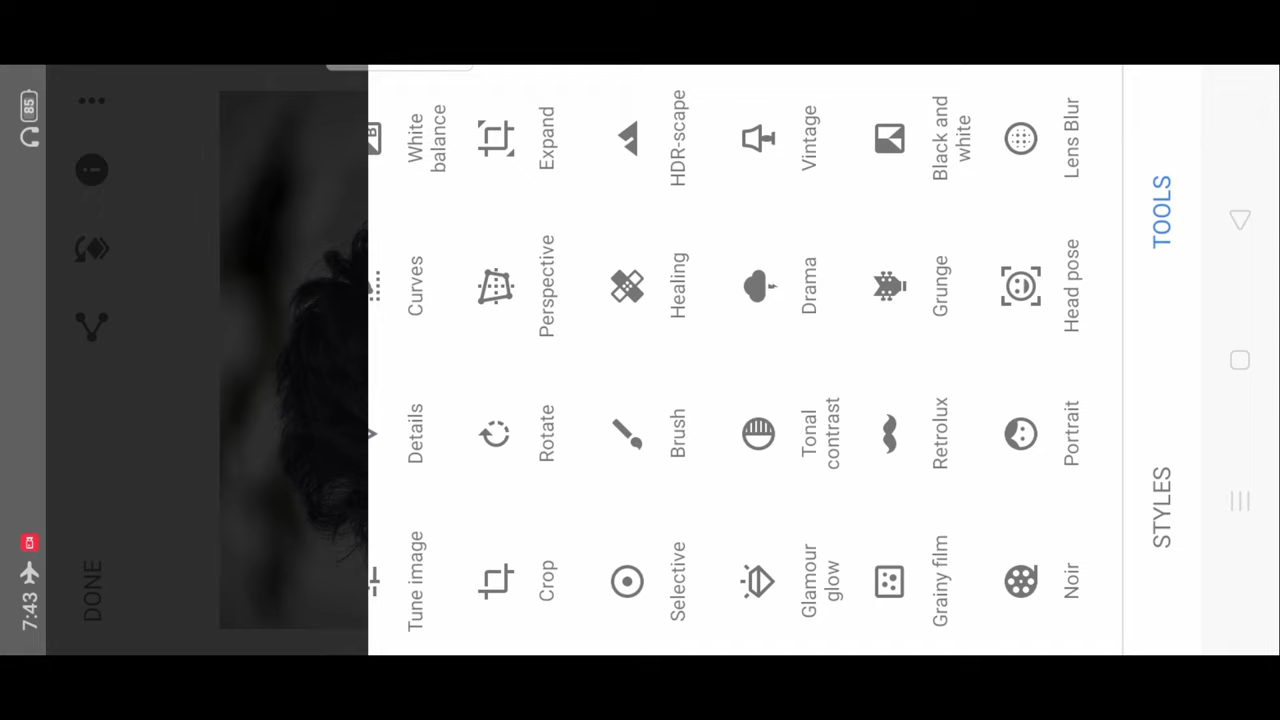 7:43
85
DONE
Tune image
Details
Curves
White
balance
Crop
Rotate
Perspective
Expand
Selective
Brush
Healing
HDR-scape
Glamour
glow
Tonal
contrast
Drama
Vintage
Grainy film
Retrolux
Grunge
Black and
white
Noir
Portrait
Head pose
Lens Blur
STYLES
TOOLS